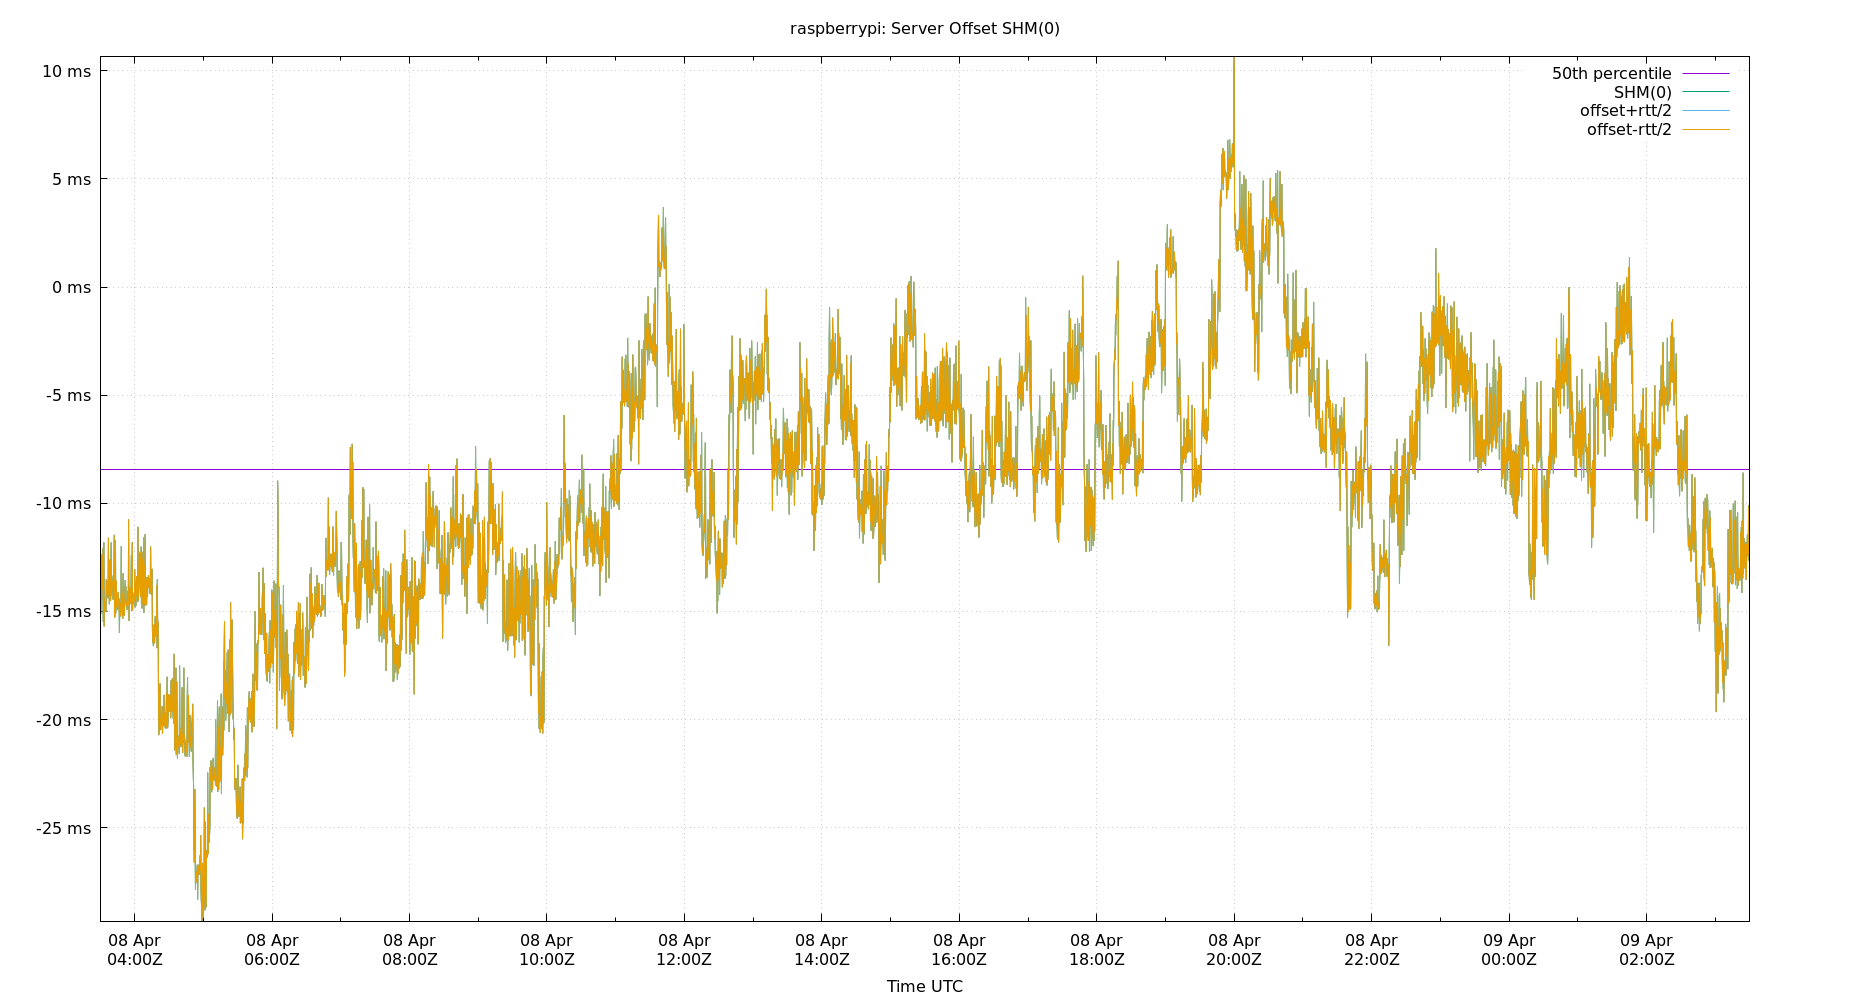 raspberrypi: Server Offset SHM(0)
10 ms
5 ms
0 ms
-5 ms
-10 ms
-15 ms
-20 ms
-25 ms
50th percentile
SHM(0)
offset+rtt/2
offset-rtt/2
08 Apr 08 Apr 08 Apr 08 Apr 08 Apr 08 Apr 08 Apr 08 Apr 08 Apr 08 Apr 09 Apr 09 Apr
04:00Z 06:00Z 08:00Z 10:00Z 12:00Z 14:00Z 16:00Z 18:00Z 20:00Z 22:00Z 00:00Z 02:00Z
Time UTC